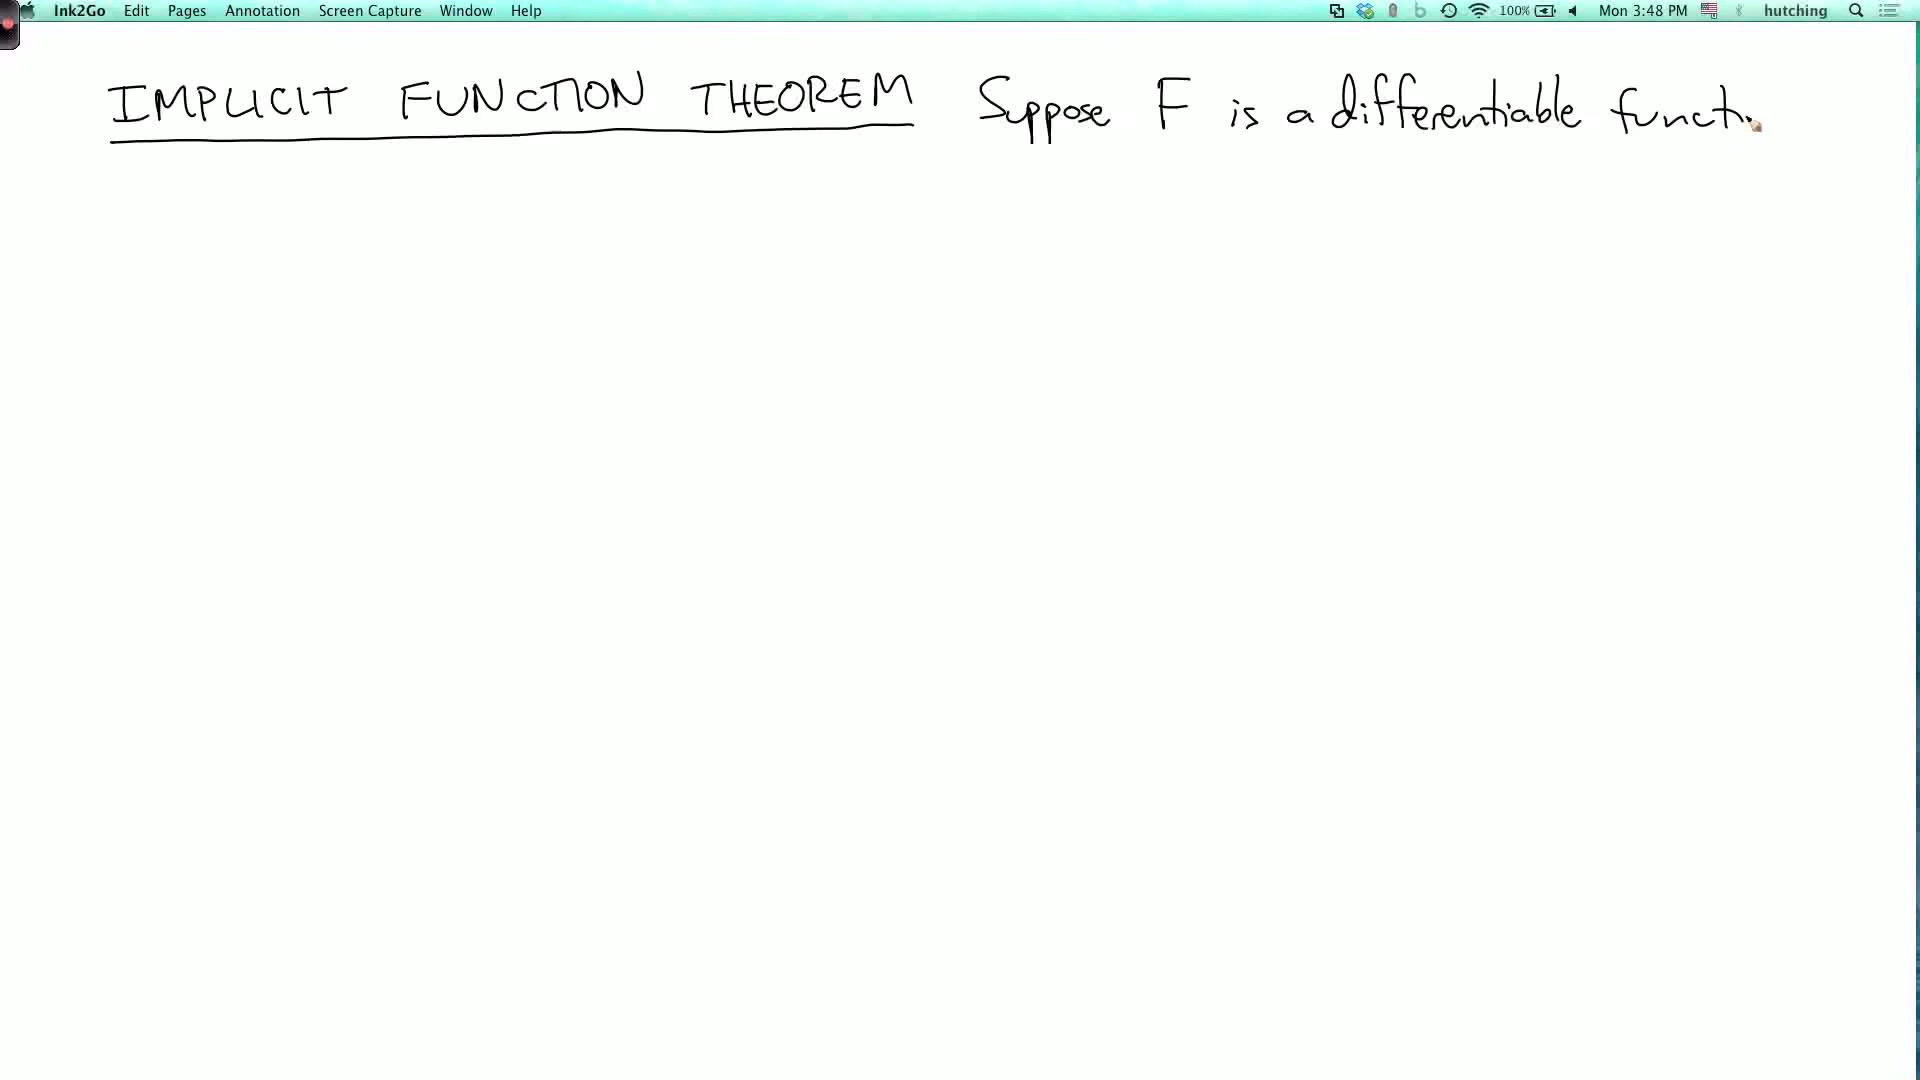 Ink2Go Edit Pages Annotation Screen Capture Window Help 100% Mon 3:48 PM hutching
IMPLICIT FUNCTION THEOREM Suppose F is a differentiable functi